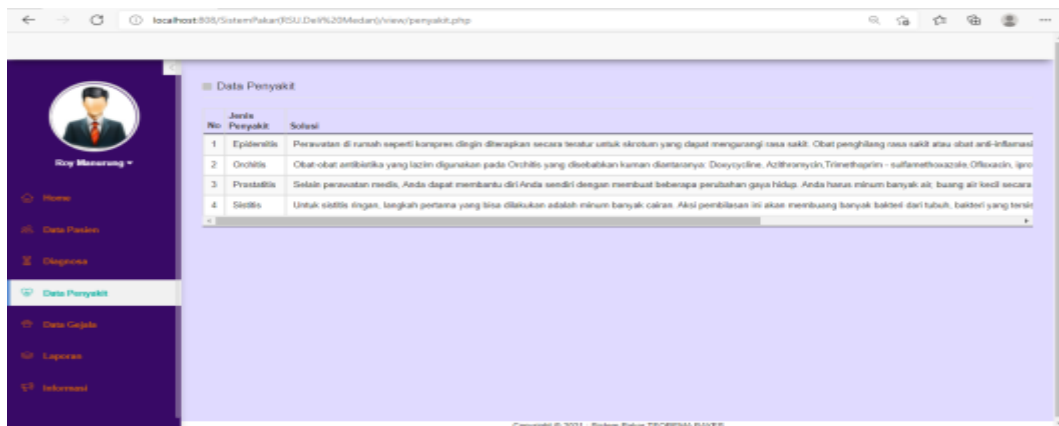 localhost:808/SistemPakar(RSU.Deli%20Medan)/view/penyakit.php
Data Penyakit
No Jenis Penyakit Solusi
1 Epidemitis Perawatan di rumah seperti kompres dingin diterapkan secara teratur untuk skrotum yang dapat mengurangi rasa sakit. Obat penghilang rasa sakit atau obat anti-inflamasi
2 Orchitis Obat-obat antibiotika yang lazim digunakan pada Orchitis yang disebabkan kuman diantaranya: Doxycycline, Azithromycin, Trimethoprim - sulfamethoxazole, Ofloxacin, ipro
3 Prostatitis Selain perawatan medis, Anda dapat membantu diri Anda sendiri dengan membuat beberapa perubahan gaya hidup. Anda harus minum banyak air, buang air kecil secara
4 Sistitis Untuk sistitis ringan, langkah pertama yang bisa dilakukan adalah minum banyak cairan. Aksi pembilasan ini akan membuang banyak bakteri dari tubuh, bakteri yang tersis
Roy Manurung
Home
Data Pasien
Diagnosa
Data Penyakit
Data Gejala
Laporan
Informasi
Copyright © 2021 - Sistem Pakar